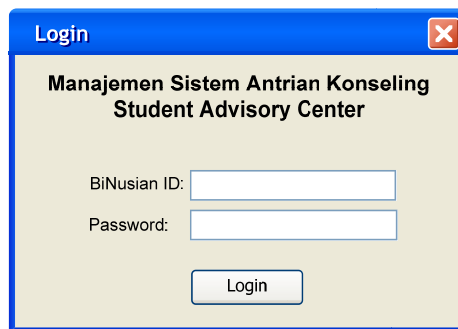 Login
Manajemen Sistem Antrian Konseling
Student Advisory Center
BiNusian ID:
Password:
Login